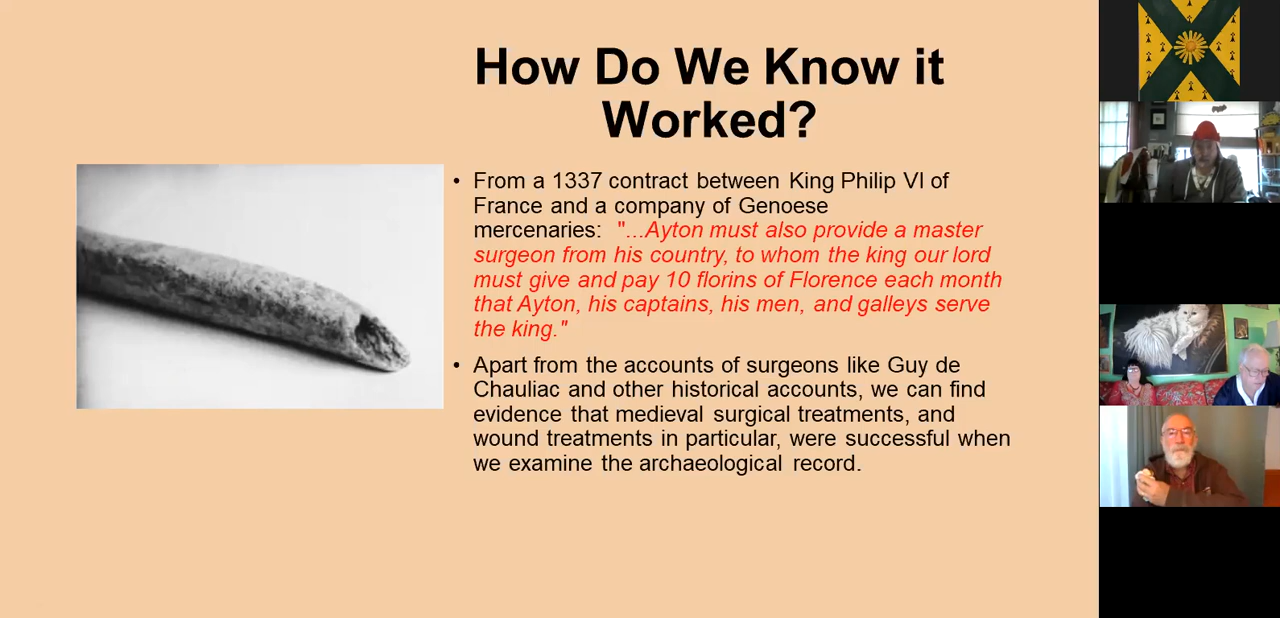 How Do We Know it
Worked?
• From a 1337 contract between King Philip VI of
France and a company of Genoese
mercenaries: "...Ayton must also provide a master
surgeon from his country, to whom the king our lord
must give and pay 10 florins of Florence each month
that Ayton, his captains, his men, and galleys serve
the king."
• Apart from the accounts of surgeons like Guy de
Chauliac and other historical accounts, we can find
evidence that medieval surgical treatments, and
wound treatments in particular, were successful when
we examine the archaeological record.